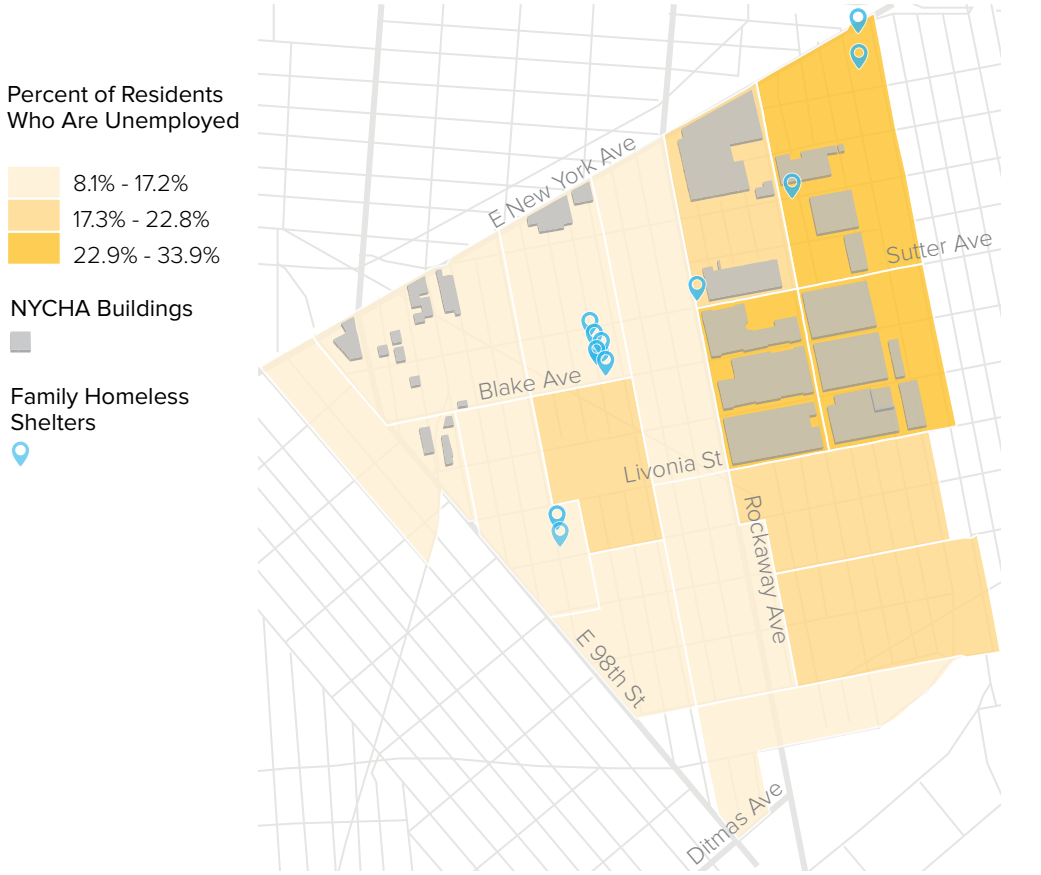 Percent of Residents
Who Are Unemployed
8.1% - 17.2%
17.3% - 22.8%
22.9% - 33.9%
NYCHA Buildings
Family Homeless
Shelters
E New York Ave
Sutter Ave
Blake Ave
Livonia St
Rockaway Ave
E 98th St
Ditmas Ave